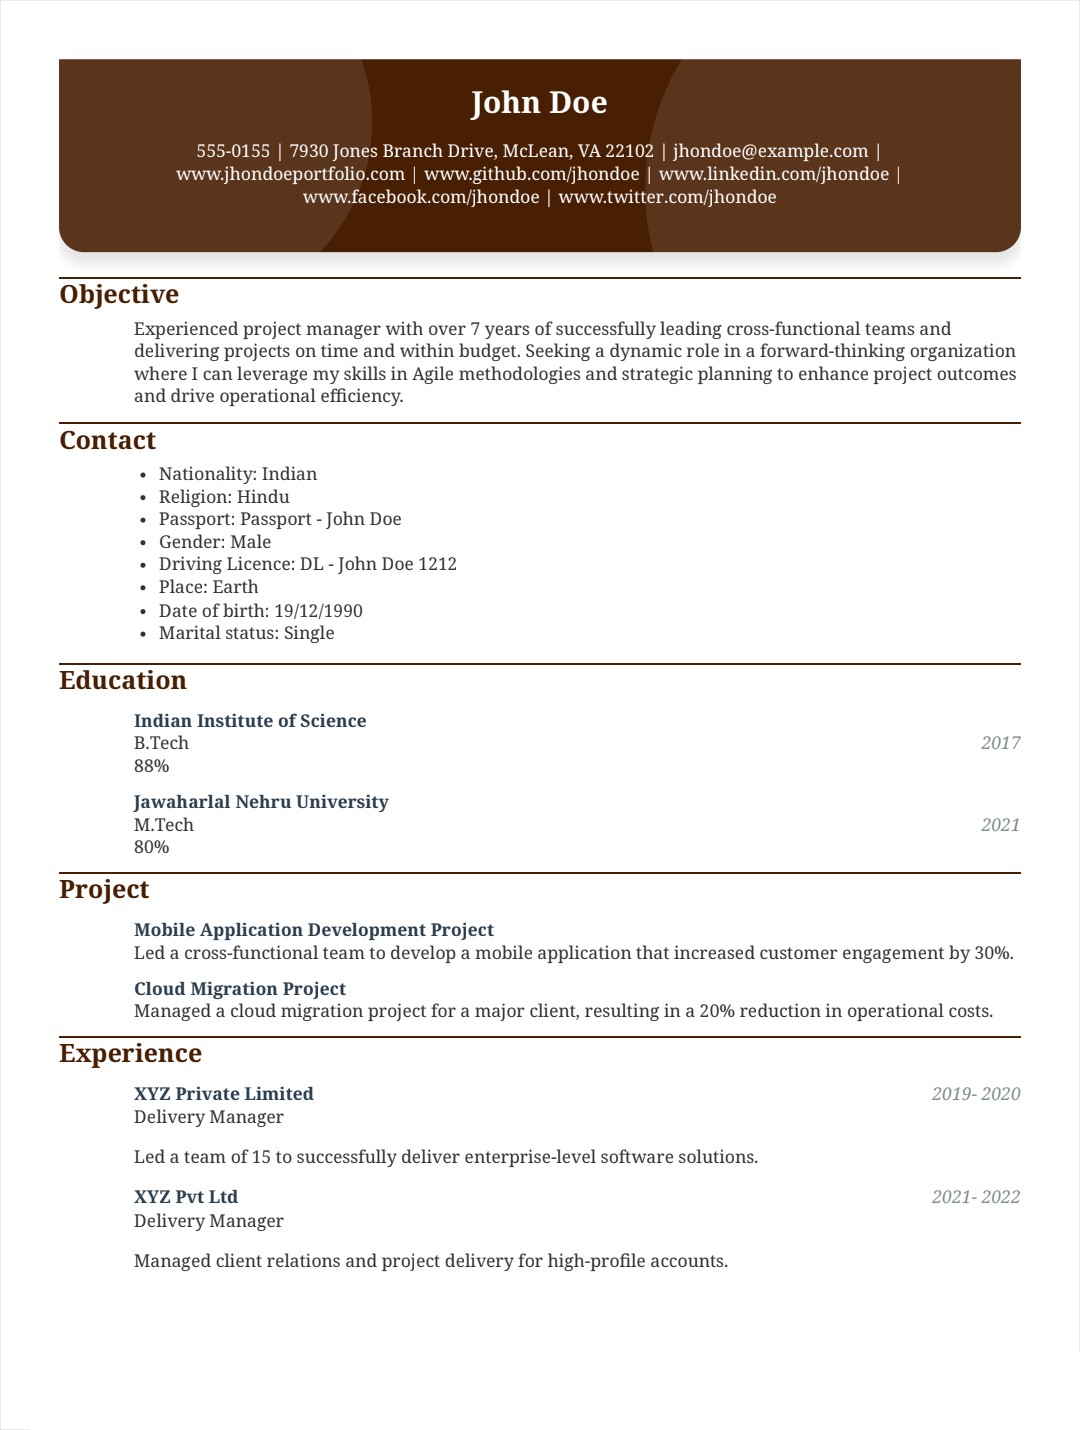 John Doe
555-0155 | 7930 Jones Branch Drive, McLean, VA 22102 | jhondoe@example.com |
www.jhondoeportfolio.com | www.github.com/jhondoe | www.linkedin.com/jhondoe |
www.facebook.com/jhondoe | www.twitter.com/jhondoe
Objective
Experienced project manager with over 7 years of successfully leading cross-functional teams and
delivering projects on time and within budget. Seeking a dynamic role in a forward-thinking organization
where I can leverage my skills in Agile methodologies and strategic planning to enhance project outcomes
and drive operational efficiency.
Contact
• Nationality: Indian
• Religion: Hindu
• Passport: Passport - John Doe
• Gender: Male
• Driving Licence: DL - John Doe 1212
• Place: Earth
• Date of birth: 19/12/1990
• Marital status: Single
Education
Indian Institute of Science
B.Tech 2017
88%
Jawaharlal Nehru University
M.Tech 2021
80%
Project
Mobile Application Development Project
Led a cross-functional team to develop a mobile application that increased customer engagement by 30%.
Cloud Migration Project
Managed a cloud migration project for a major client, resulting in a 20% reduction in operational costs.
Experience
XYZ Private Limited 2019- 2020
Delivery Manager
Led a team of 15 to successfully deliver enterprise-level software solutions.
XYZ Pvt Ltd 2021- 2022
Delivery Manager
Managed client relations and project delivery for high-profile accounts.